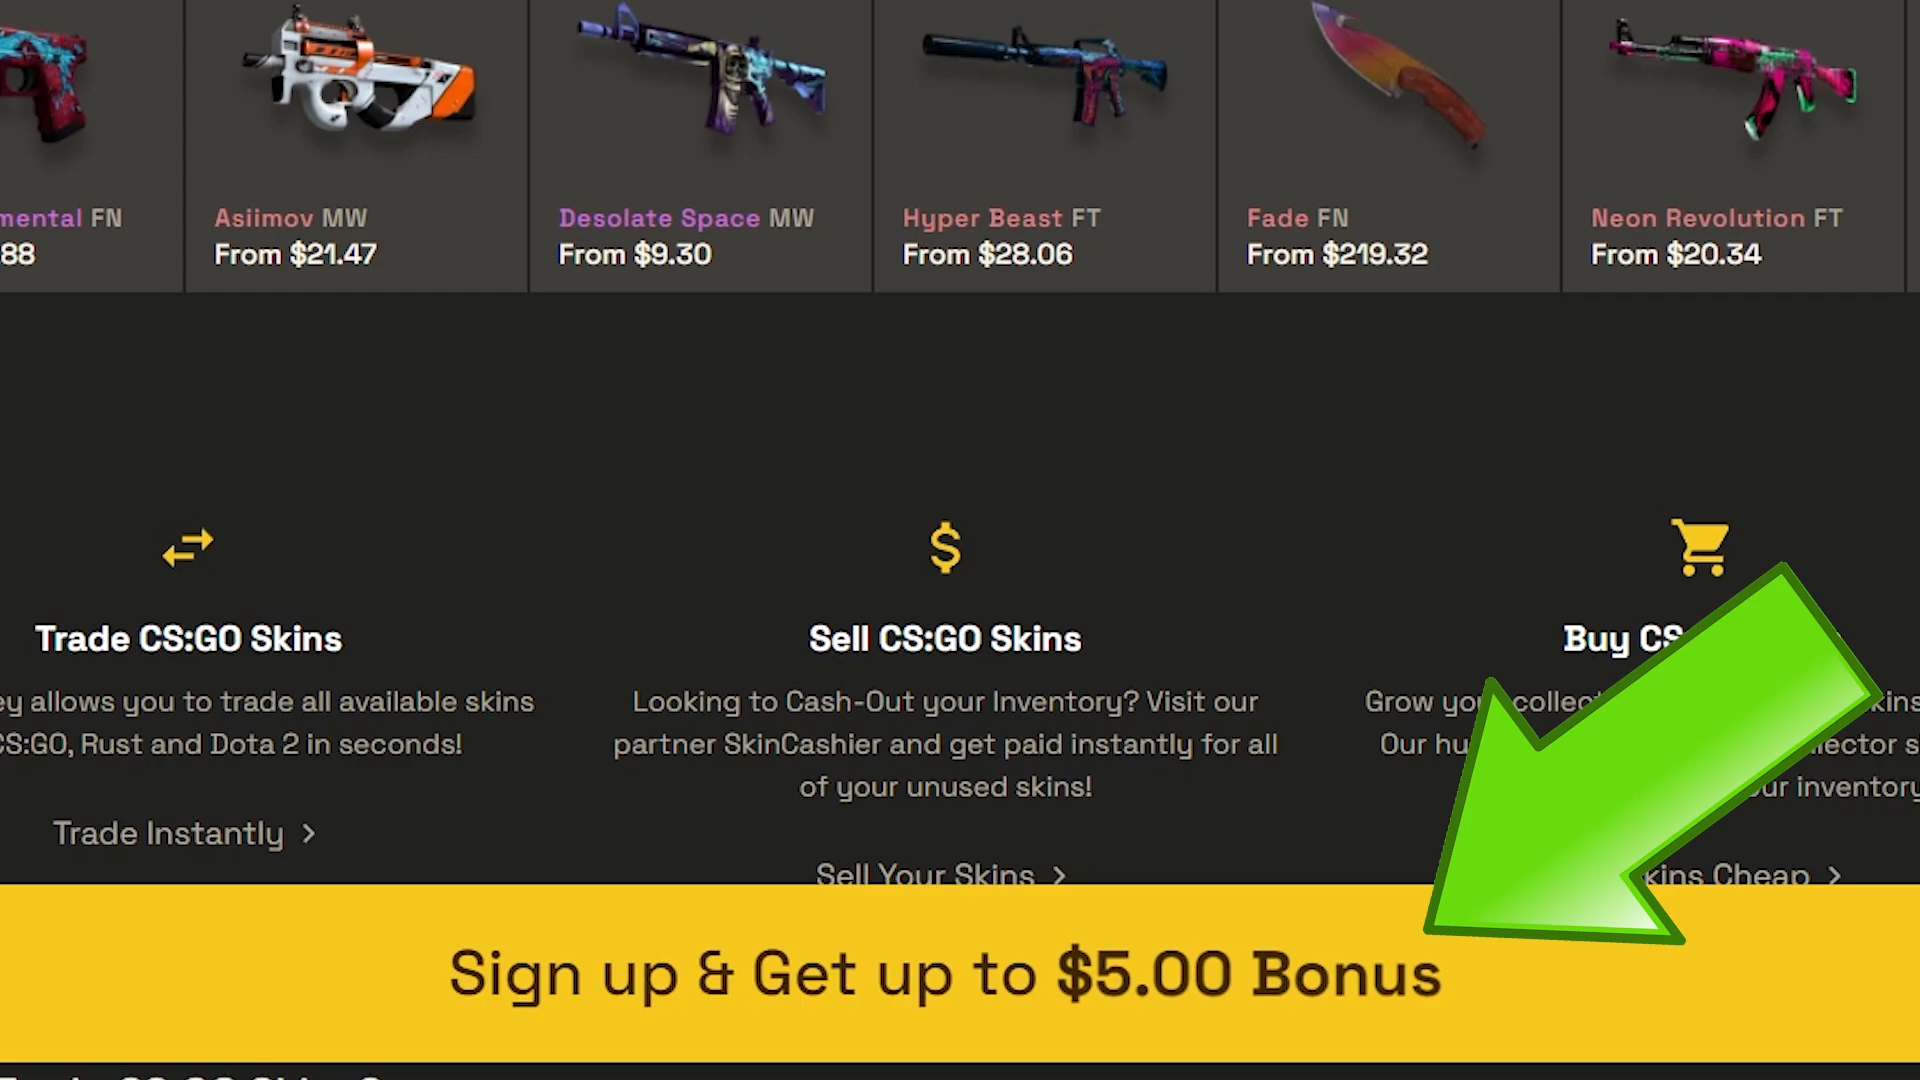 mental FN
Asiimov MW
Desolate Space MW
Hyper Beast FT
Fade FN
Neon Revolution FT
88
From $21.47
From $9.30
From $28.06
From $219.32
From $20.34
Trade CS:GO Skins
ey allows you to trade all available skins
CS:GO, Rust and Dota 2 in seconds!
Trade Instantly >
Sell CS:GO Skins
Looking to Cash-Out your Inventory? Visit our
partner SkinCashier and get paid instantly for all
of your unused skins!
Sell Your Skins >
Buy CS
Grow you collec kins
Our hu llector s
ur inventory
kins Cheap >
Sign up & Get up to $5.00 Bonus